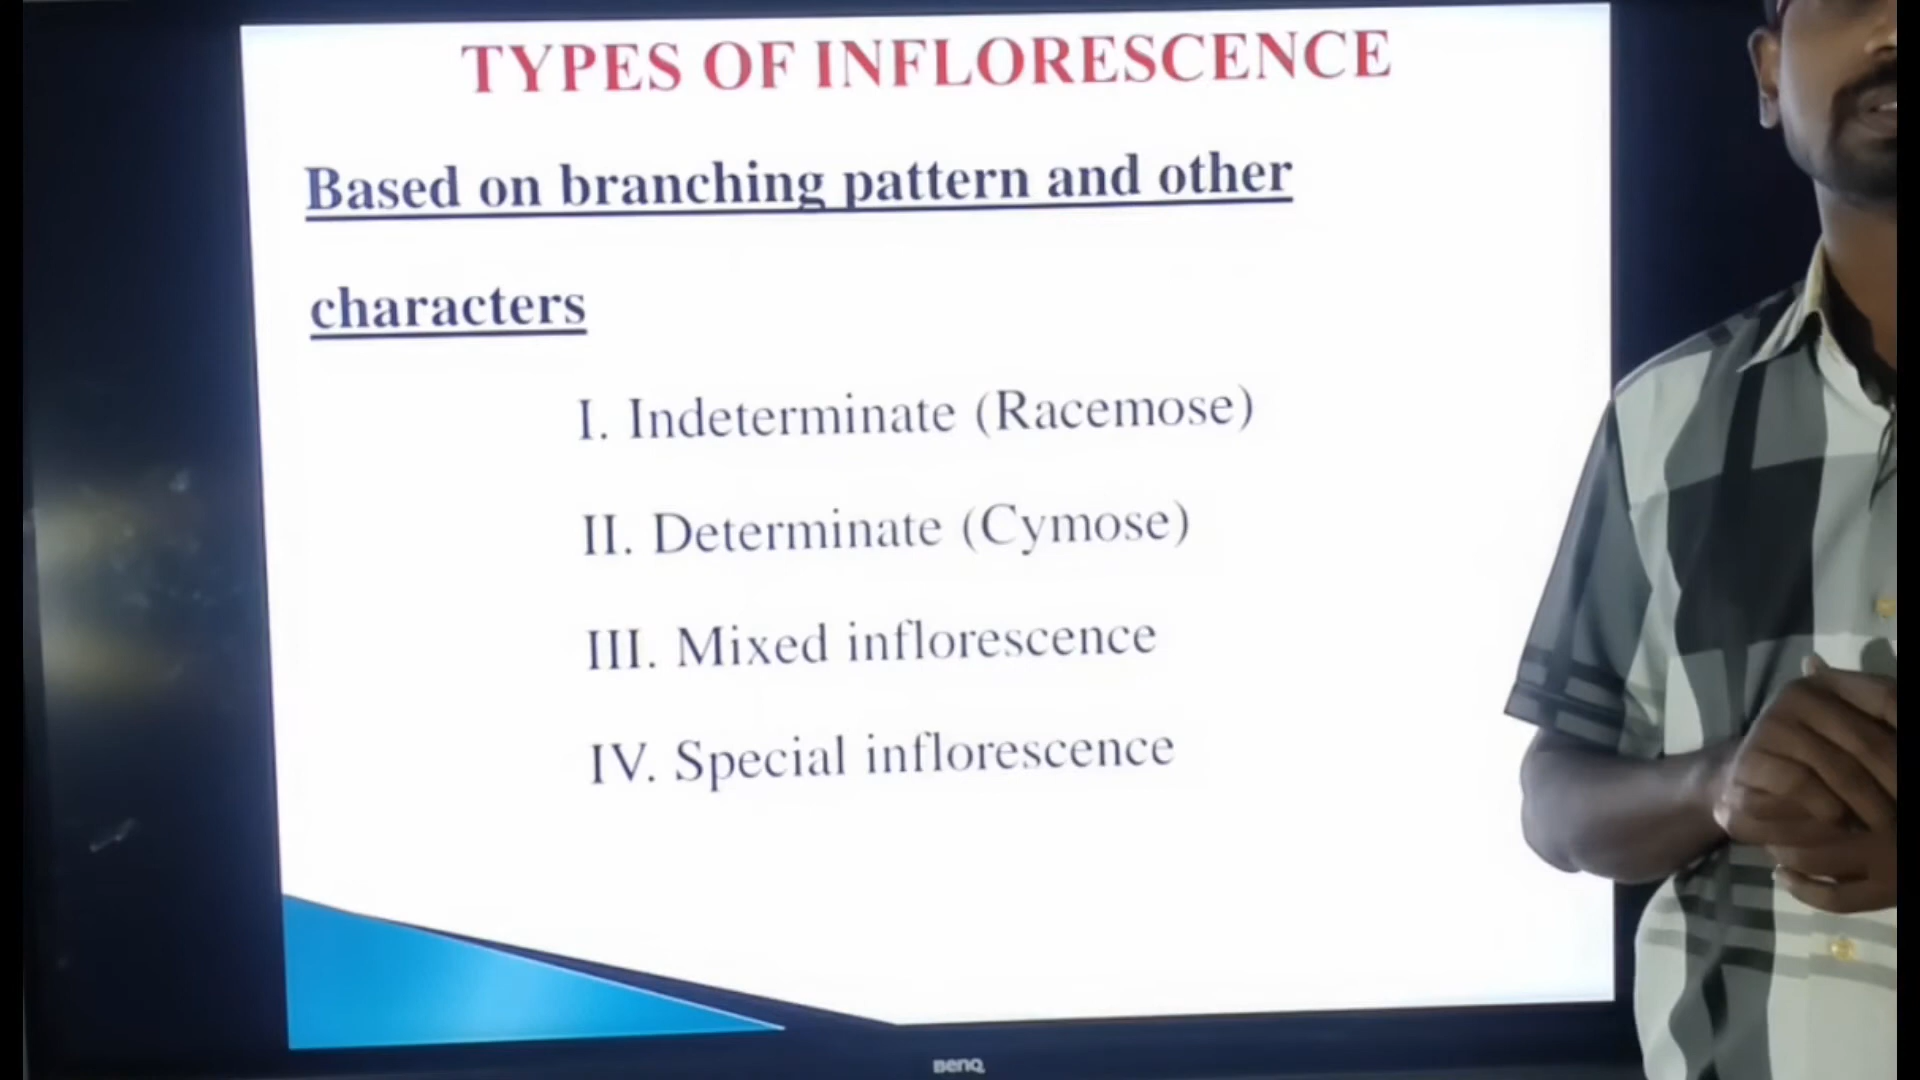 TYPES OF INFLORESCENCE
Based on branching pattern and other
characters
I. Indeterminate (Racemose)
II. Determinate (Cymose)
III. Mixed inflorescence
IV. Special inflorescence
BenQ